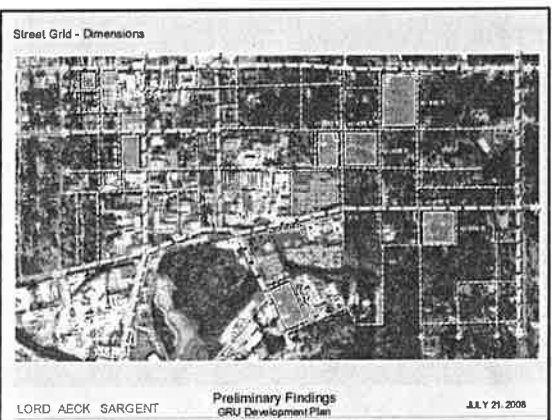 Street Grid - Dimensions
LORD AECK SARGENT
Preliminary Findings
GRU Development Plan
JULY 21, 2008